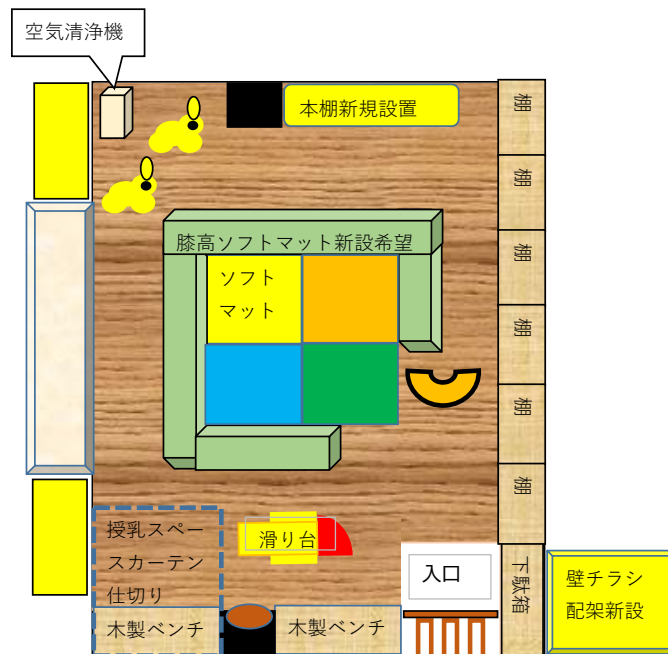 空気清浄機
本棚新規設置
棚
棚
棚
棚
棚
棚
膝高ソフトマット新設希望
ソフト
マット
授乳スペー
スカーテン
仕切り
木製ベンチ
滑り台
木製ベンチ
入口
下駄箱
壁チラシ
配架新設